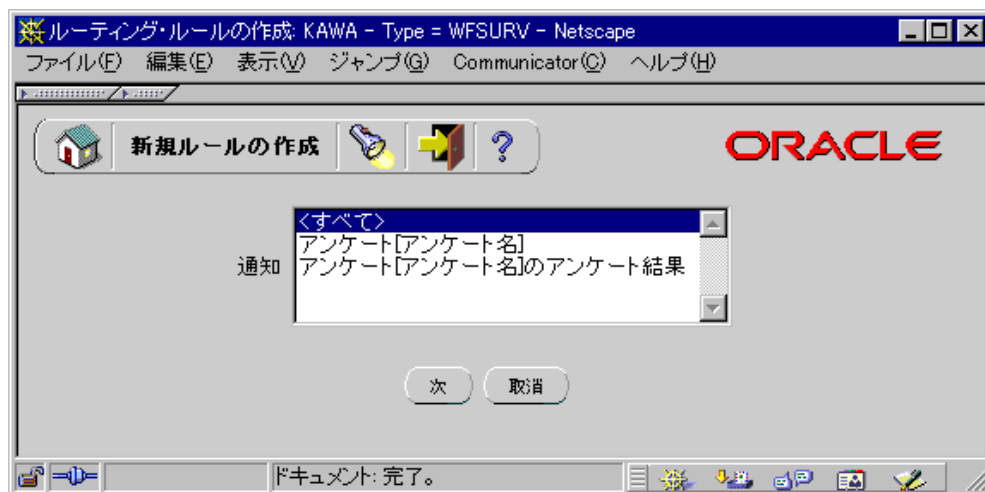 ルーティング・ルールの作成: KAWA - Type = WFSURV - Netscape
ファイル(F) 編集(E) 表示(V) ジャンプ(G) Communicator(C) ヘルプ(H)
新規ルールの作成 ?
ORACLE
通知
<すべて>
アンケート[アンケート名]
アンケート[アンケート名]のアンケート結果
次 取消
ドキュメント: 完了。